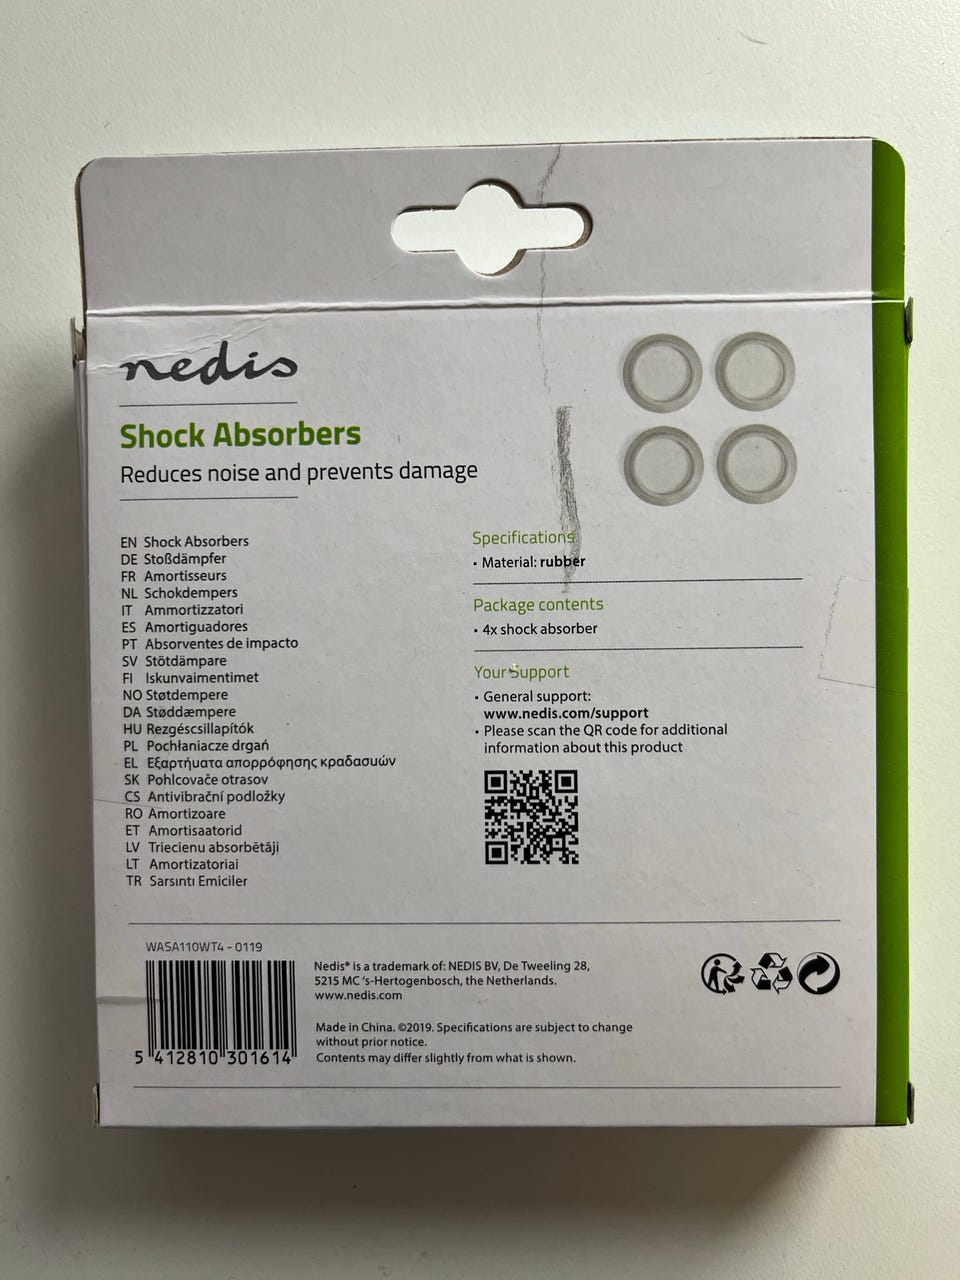 nedis
Shock Absorbers
Reduces noise and prevents damage
EN Shock Absorbers
DE Stoßdämpfer
FR Amortisseurs
NL Schokdempers
IT Ammortizzatori
ES Amortiguadores
PT Absorventes de impacto
SV Stötdämpare
FI Iskunvaimentimet
NO Støtdempere
DA Støddæmpere
HU Rezgéscsillapítók
PL Pochłaniacze drgań
EL Εξαρτήματα απορρόφησης κραδασμών
SK Pohlcovače otrasov
CS Antivibrační podložky
RO Amortizoare
ET Amortisaatorid
LV Triecienu absorbētāji
LT Amortizatoriai
TR Sarsıntı Emiciler
Specifications
• Material: rubber
Package contents
• 4x shock absorber
Your Support
• General support:
www.nedis.com/support
• Please scan the QR code for additional
information about this product
WASA110WT4 - 0119
5 412810 301614
Nedis® is a trademark of: NEDIS BV, De Tweeling 28,
5215 MC 's-Hertogenbosch, the Netherlands.
www.nedis.com
Made in China. ©2019. Specifications are subject to change
without prior notice.
Contents may differ slightly from what is shown.